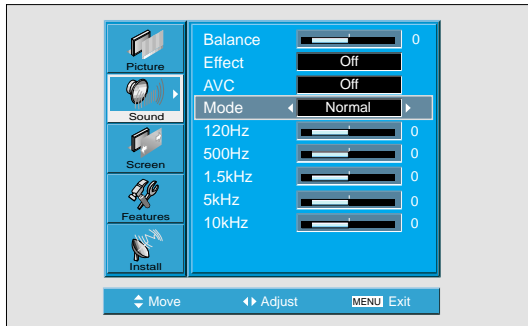 Picture
Sound
Screen
Features
Install
Balance 0
Effect Off
AVC Off
Mode Normal
120Hz 0
500Hz 0
1.5kHz 0
5kHz 0
10kHz 0
Move Adjust MENU Exit